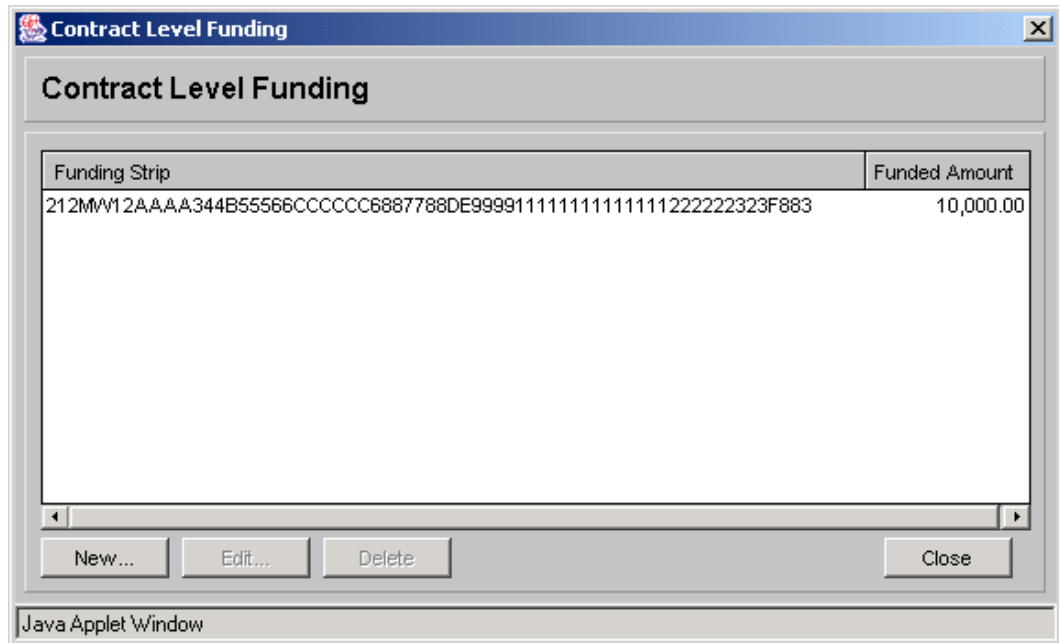 Contract Level Funding
Contract Level Funding
Funding Strip Funded Amount
212MW12AAAA344B55566CCCCCC6887788DE99991111111111111111222222323F883 10,000.00
New... Edit... Delete Close
Java Applet Window